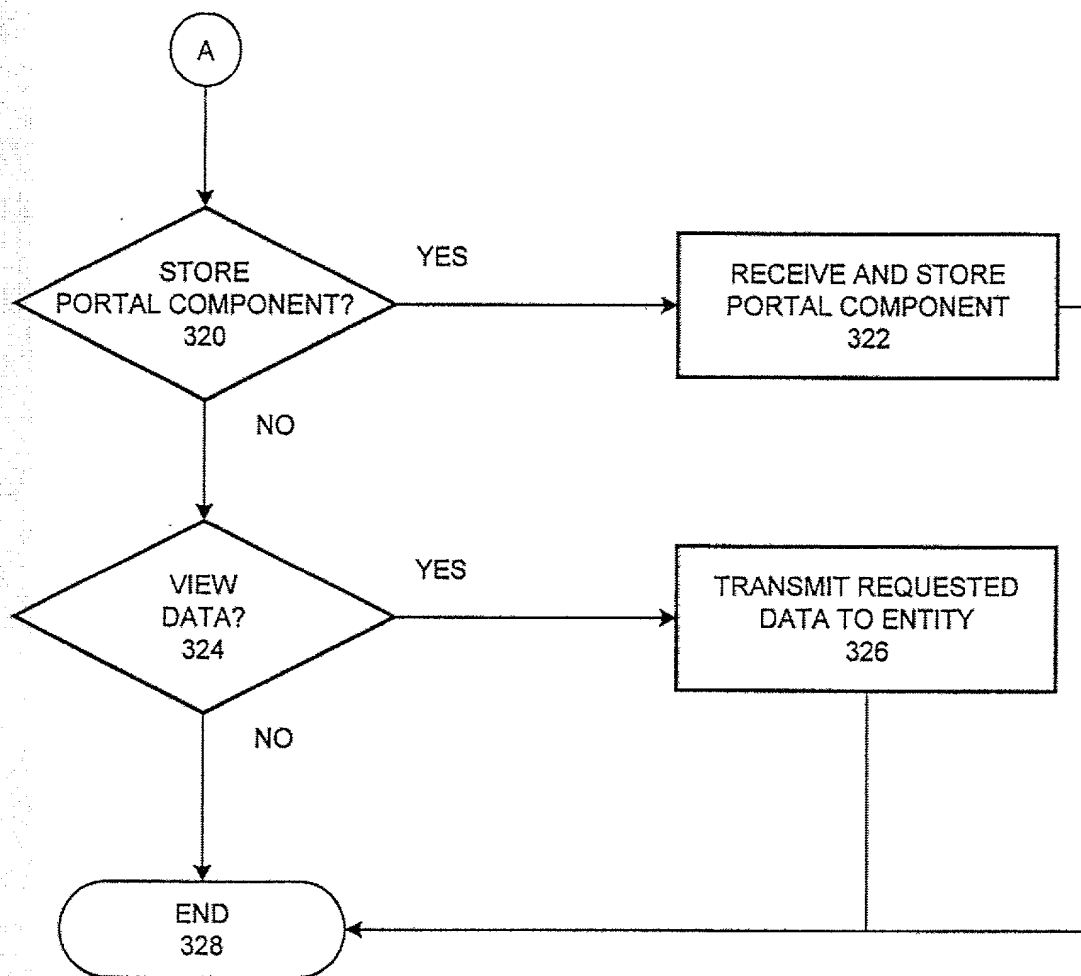 A
STORE
PORTAL COMPONENT?
320
YES
RECEIVE AND STORE
PORTAL COMPONENT
322
NO
VIEW
DATA?
324
YES
TRANSMIT REQUESTED
DATA TO ENTITY
326
NO
END
328